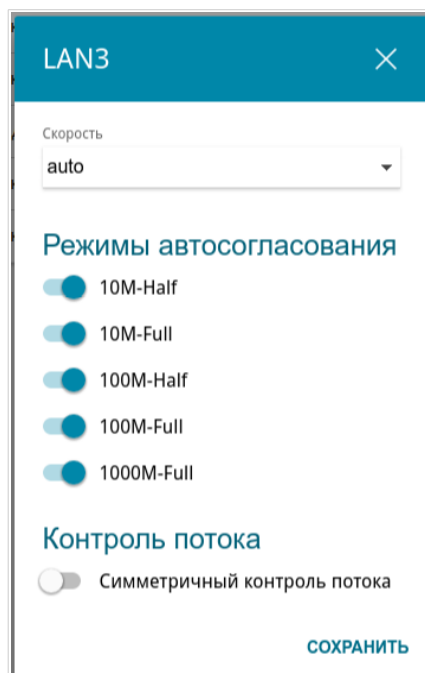 LAN3
Скорость
auto
Режимы автосогласования
10M-Half
10M-Full
100M-Half
100M-Full
1000M-Full
Контроль потока
Симметричный контроль потока
СОХРАНИТЬ